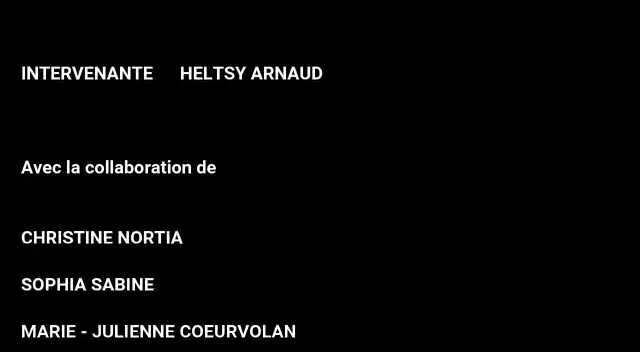 INTERVENANTE HELTSY ARNAUD
Avec la collaboration de
CHRISTINE NORTIA
SOPHIA SABINE
MARIE - JULIENNE COEURVOLAN